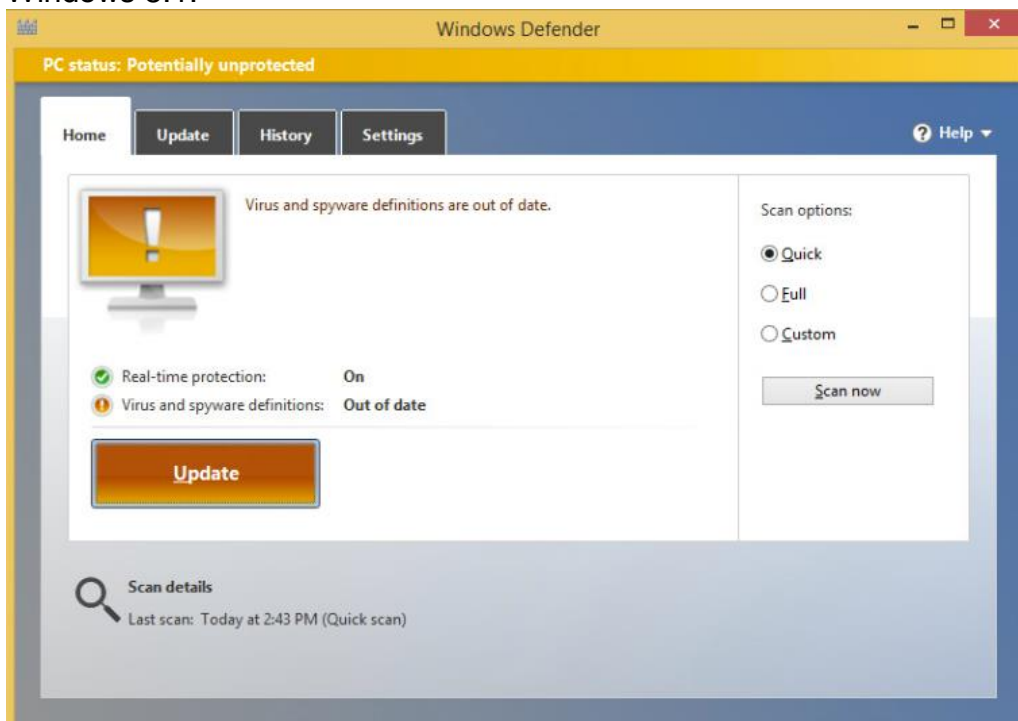 Windows Defender
PC status: Potentially unprotected
Home Update History Settings Help
Virus and spyware definitions are out of date.
Scan options:
Quick
Full
Custom
Real-time protection: On
Scan now
Virus and spyware definitions: Out of date
Update
Scan details
Last scan: Today at 2:43 PM (Quick scan)